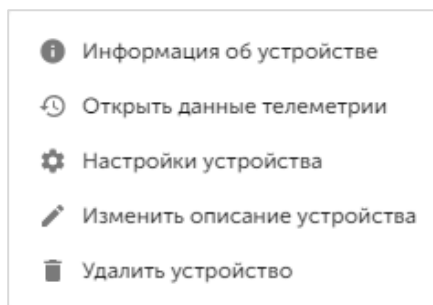 Информация об устройстве
Открыть данные телеметрии
Настройки устройства
Изменить описание устройства
Удалить устройство